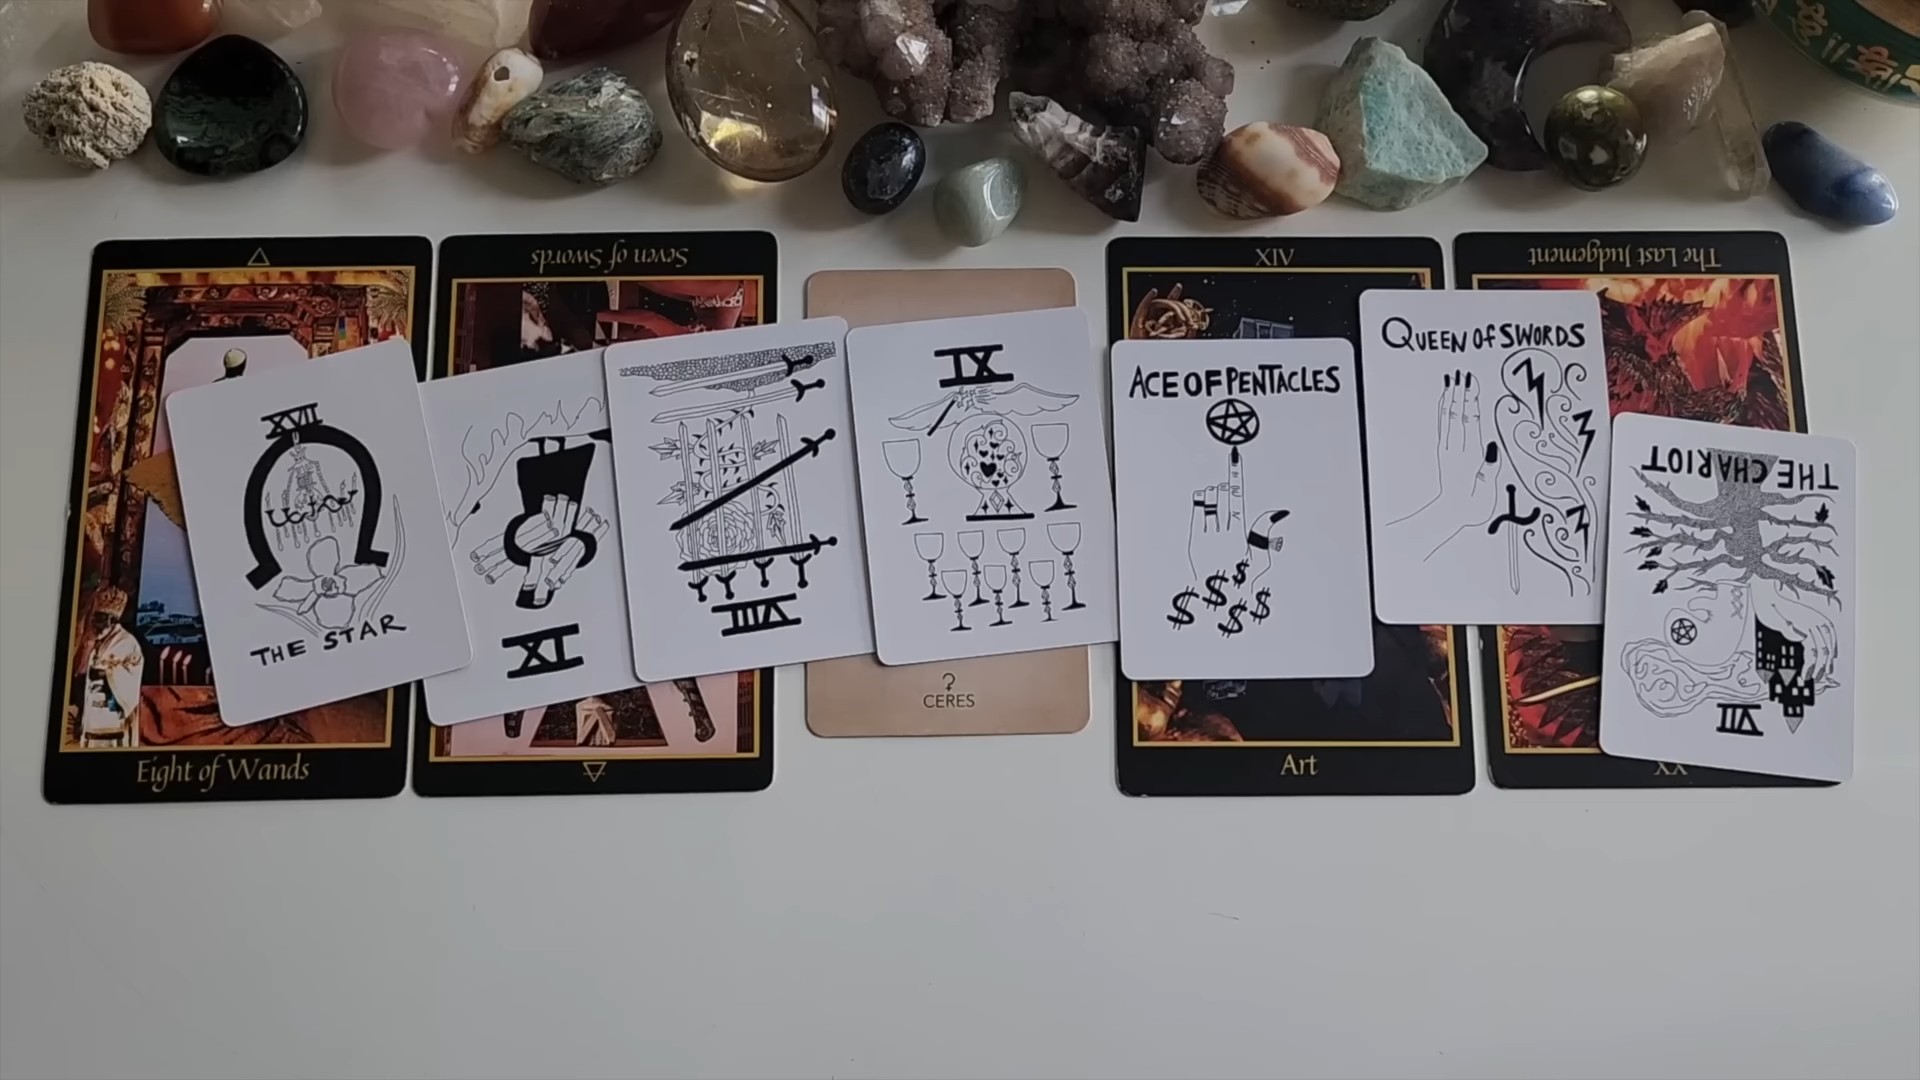 Seven of Swords
XIV
The Last Judgement
XVII
THE STAR
IX
VIII
IX
ACE OF PENTACLES
$ $ $ $ $
QUEEN OF SWORDS
THE CHARIOT
VII
CERES
Eight of Wands
Art
XX